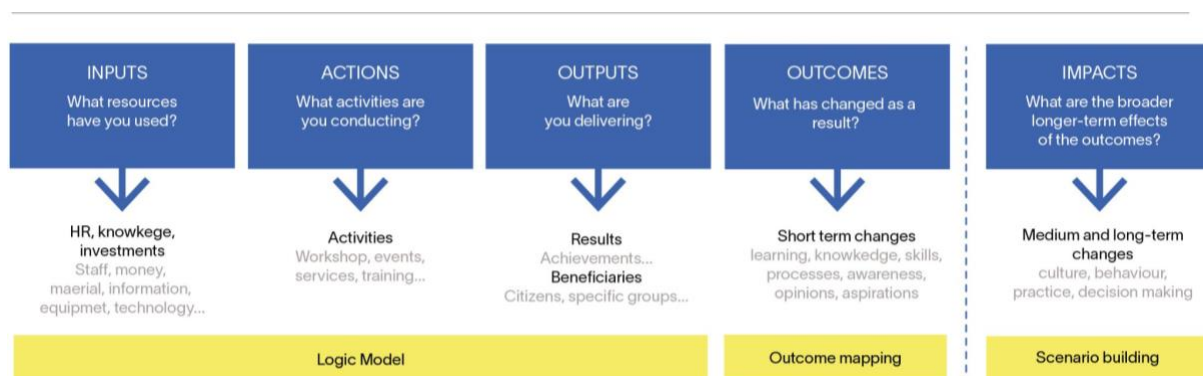 INPUTS
What resources
have you used?
HR, knowkege,
investments
Staff, money,
maerial, information,
equipmet, technology...
ACTIONS
What activities are
you conducting?
Activities
Workshop, events,
services, training...
OUTPUTS
What are
you delivering?
Results
Achievements...
Beneficiaries
Citizens, specific groups...
OUTCOMES
What has changed as a
result?
Short term changes
learning, knowkedge, skills,
processes, awareness,
opinions, aspirations
IMPACTS
What are the broader
longer-term effects
of the outcomes?
Medium and long-term
changes
culture, behaviour,
practice, decision making
Logic Model
Outcome mapping
Scenario building